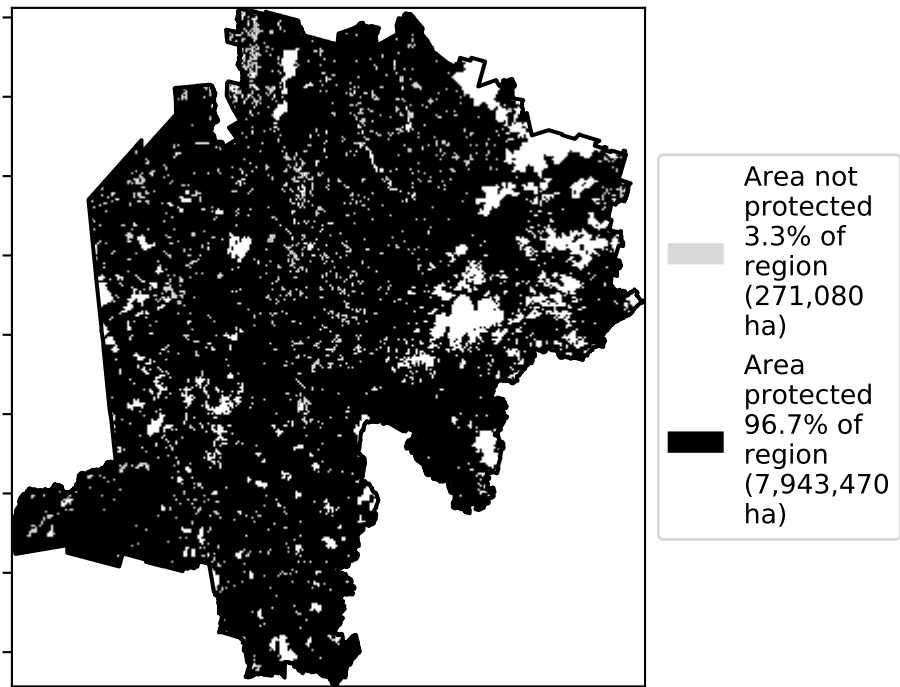 Area not
protected
3.3% of
region
(271,080
ha)
Area
protected
96.7% of
region
(7,943,470
ha)